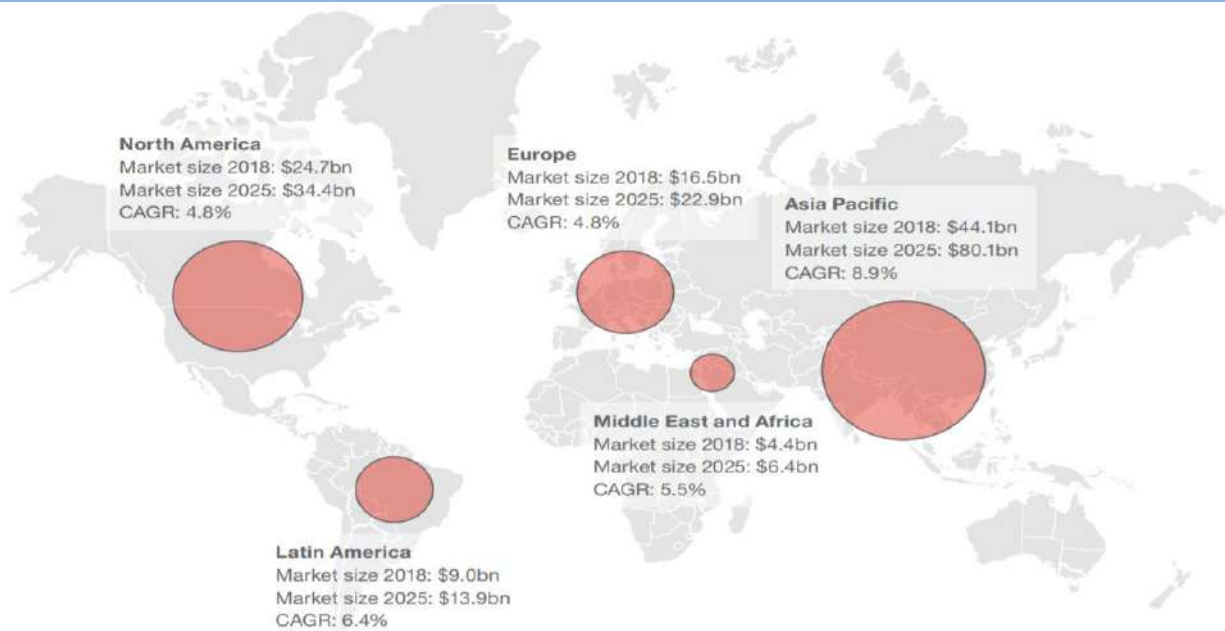 North America
Market size 2018: $24.7bn
Market size 2025: $34.4bn
CAGR: 4.8%
Europe
Market size 2018: $16.5bn
Market size 2025: $22.9bn
CAGR: 4.8%
Asia Pacific
Market size 2018: $44.1bn
Market size 2025: $80.1bn
CAGR: 8.9%
Middle East and Africa
Market size 2018: $4.4bn
Market size 2025: $6.4bn
CAGR: 5.5%
Latin America
Market size 2018: $9.0bn
Market size 2025: $13.9bn
CAGR: 6.4%